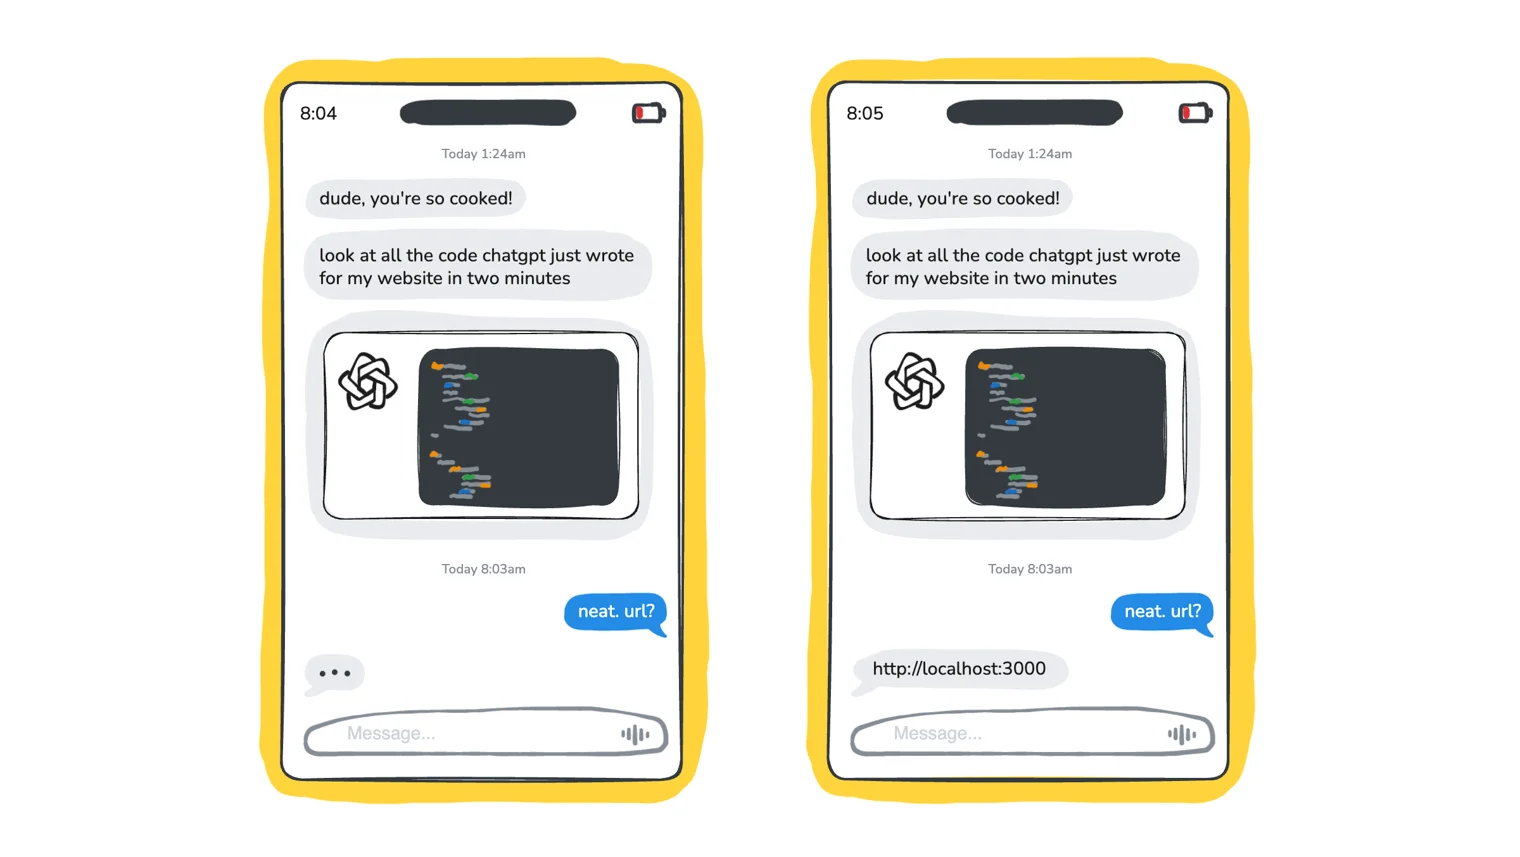 8:04
Today 1:24am
dude, you're so cooked!
look at all the code chatgpt just wrote
for my website in two minutes
Today 8:03am
neat. url?
Message...
8:05
Today 1:24am
dude, you're so cooked!
look at all the code chatgpt just wrote
for my website in two minutes
Today 8:03am
neat. url?
http://localhost:3000
Message...